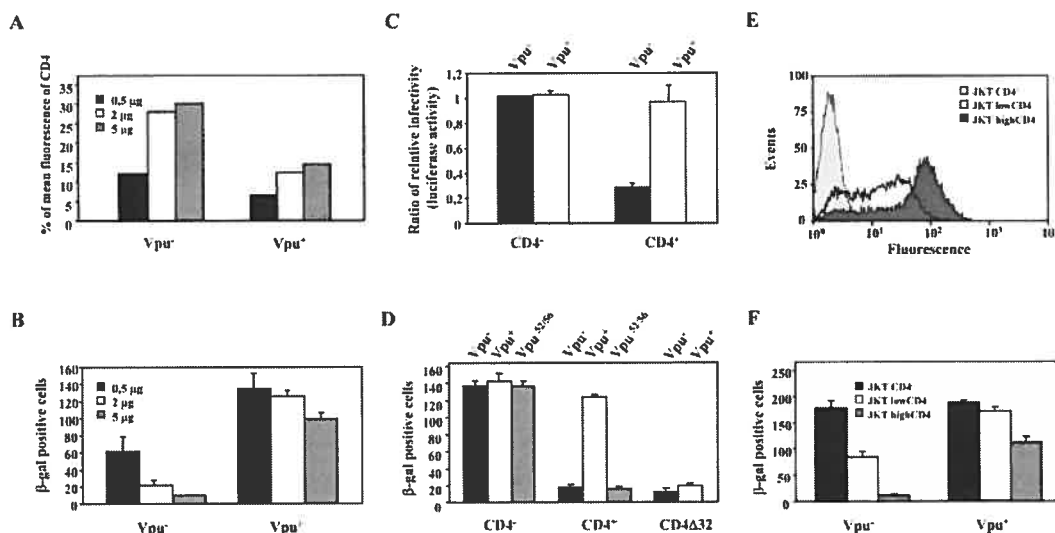 A
% of mean fluorescence of CD4
35
30
25
20
15
10
5
0
0,5 µg
2 µg
5 µg
Vpu⁻
Vpu⁺
C
Vpu⁻
Vpu⁺
Vpu⁻
Vpu⁺
Ratio of relative infectivity
(luciferase activity)
1,2
1
0,8
0,6
0,4
0,2
0
CD4⁻
CD4⁺
E
Events
100
75
50
25
0
JKT CD4⁻
JKT lowCD4
JKT highCD4
10⁰
10¹
10²
10³
Fluorescence
B
β-gal positive cells
160
140
120
100
80
60
40
20
0
0,5 µg
2 µg
5 µg
Vpu⁻
Vpu⁺
D
Vpu⁻
Vpu⁺
Vpu 52/56
Vpu⁻
Vpu⁺
Vpu 52/56
Vpu⁻
Vpu⁺
β-gal positive cells
160
140
120
100
80
60
40
20
0
CD4⁻
CD4⁺
CD4Δ32
F
β-gal positive cells
200
150
100
50
0
JKT CD4⁻
JKT lowCD4
JKT highCD4
Vpu⁻
Vpu⁺